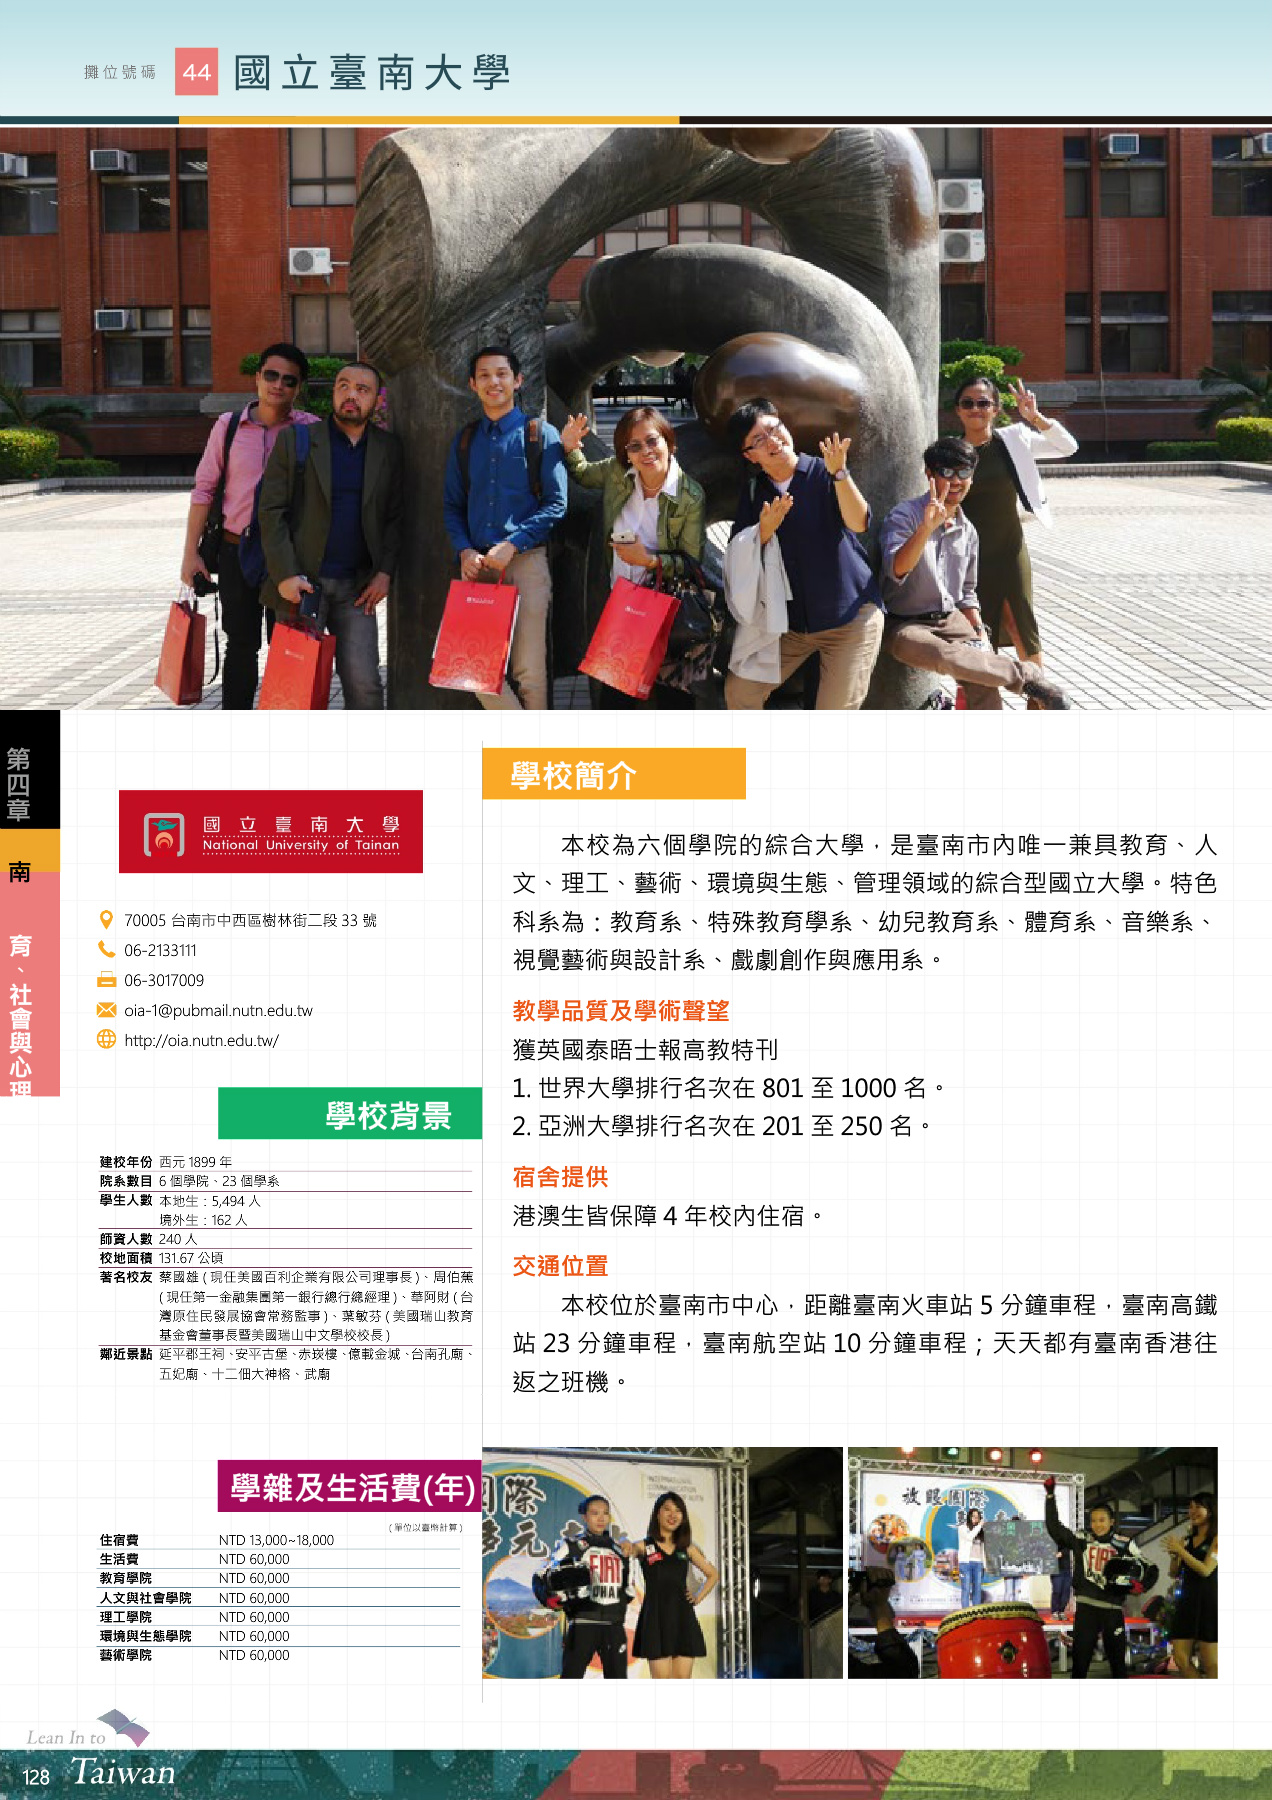 攤位號碼 44 國立臺南大學
第四章
南
育、社會與心理
國立臺南大學
National University of Tainan
70005 台南市中西區樹林街二段 33 號
06-2133111
06-3017009
oia-1@pubmail.nutn.edu.tw
http://oia.nutn.edu.tw/
學校背景
建校年份 西元 1899 年
院系數目 6 個學院、23 個學系
學生人數 本地生：5,494 人
境外生：162 人
師資人數 240 人
校地面積 131.67 公頃
著名校友 蔡國雄 ( 現任美國百利企業有限公司理事長 )、周伯蕉
( 現任第一金融集團第一銀行總行總經理 )、華阿財 ( 台
灣原住民發展協會常務監事 )、葉敏芬 ( 美國瑞山教育
基金會董事長暨美國瑞山中文學校校長 )
鄰近景點 延平郡王祠、安平古堡、赤崁樓、億載金城、台南孔廟、
五妃廟、十二佃大神榕、武廟
學雜及生活費(年)
( 單位以臺幣計算 )
住宿費 NTD 13,000~18,000
生活費 NTD 60,000
教育學院 NTD 60,000
人文與社會學院 NTD 60,000
理工學院 NTD 60,000
環境與生態學院 NTD 60,000
藝術學院 NTD 60,000
學校簡介
本校為六個學院的綜合大學，是臺南市內唯一兼具教育、人
文、理工、藝術、環境與生態、管理領域的綜合型國立大學。特色
科系為：教育系、特殊教育學系、幼兒教育系、體育系、音樂系、
視覺藝術與設計系、戲劇創作與應用系。
教學品質及學術聲望
獲英國泰晤士報高教特刊
1. 世界大學排行名次在 801 至 1000 名。
2. 亞洲大學排行名次在 201 至 250 名。
宿舍提供
港澳生皆保障 4 年校內住宿。
交通位置
本校位於臺南市中心，距離臺南火車站 5 分鐘車程，臺南高鐵
站 23 分鐘車程，臺南航空站 10 分鐘車程；天天都有臺南香港往
返之班機。
國際
多元
FIAT
放眼國際
FIAT
Lean In to
Taiwan
128